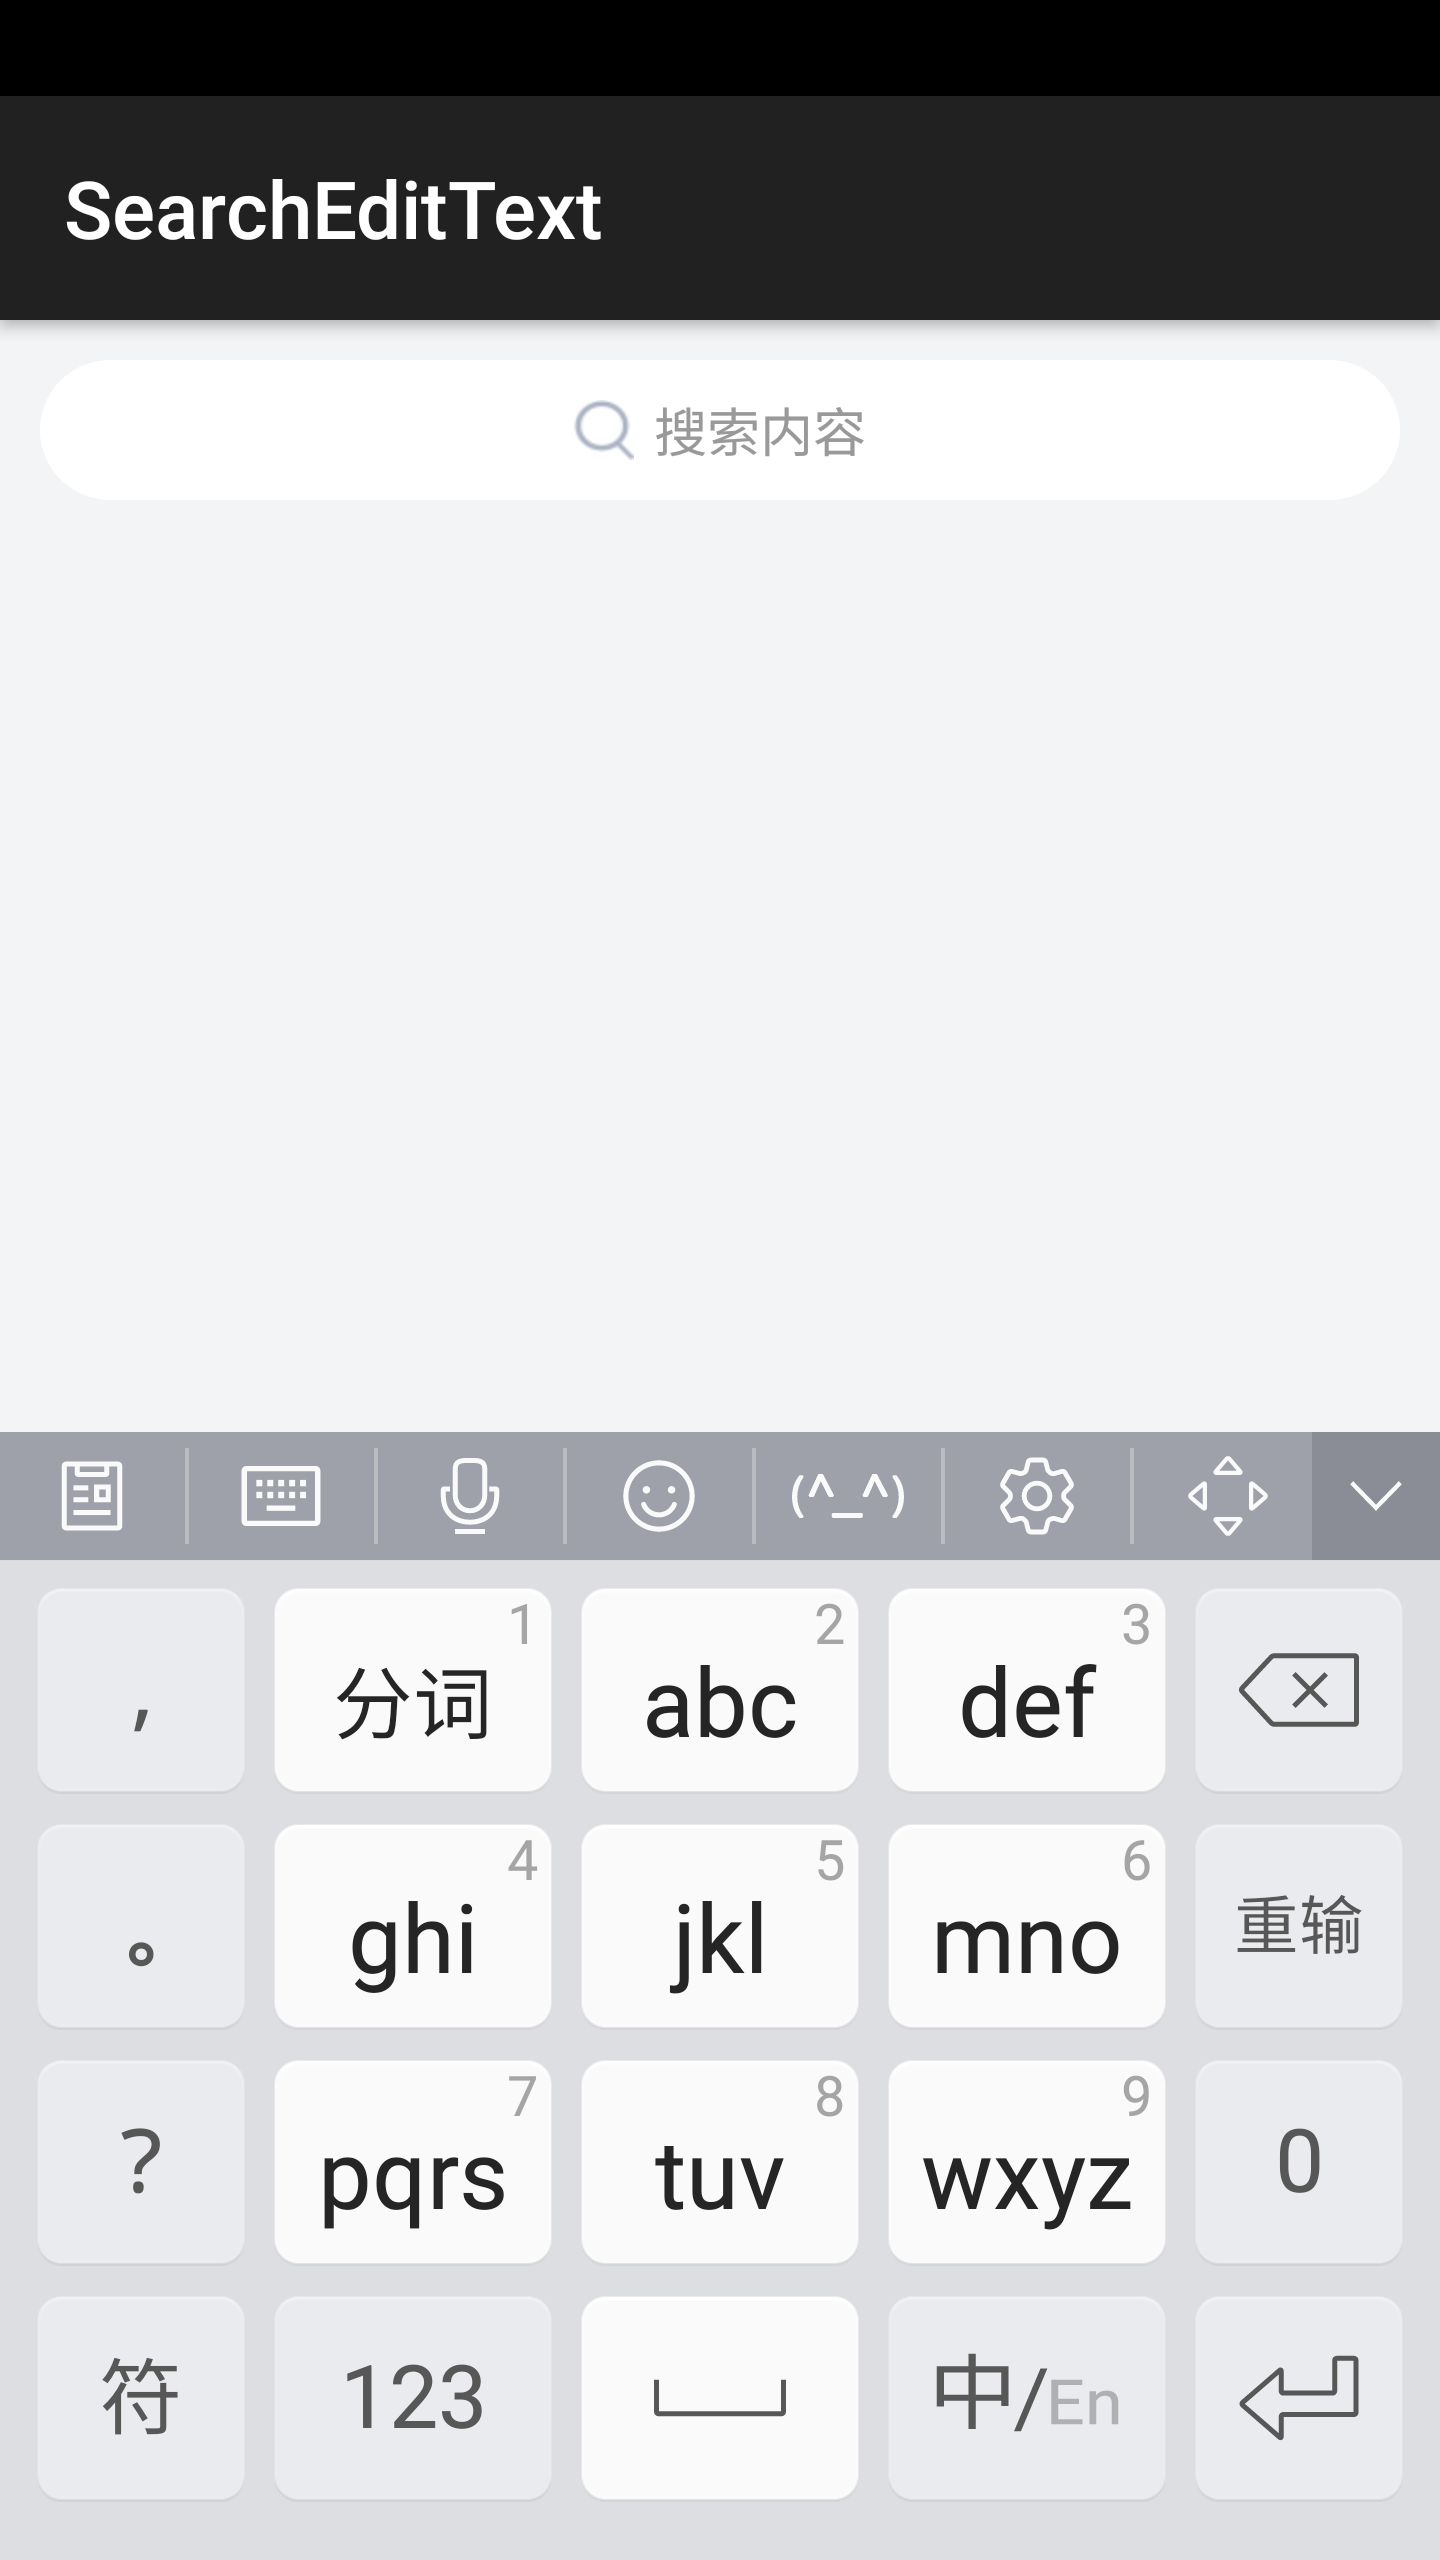 SearchEditText
搜索内容
(^_^)
, 分词 1 abc 2 def 3
。 ghi 4 jkl 5 mno 6 重输
? pqrs 7 tuv 8 wxyz 9 0
符 123 中/En